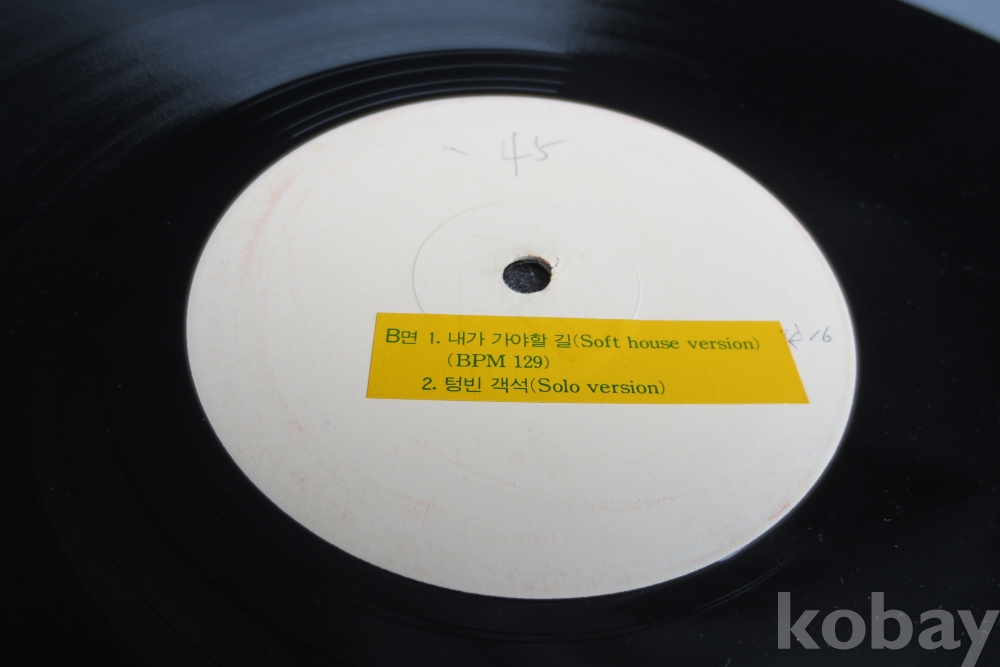 45
B면 1. 내가 가야할 길(Soft house version)
(BPM 129)
2. 텅빈 객석(Solo version)
kobay